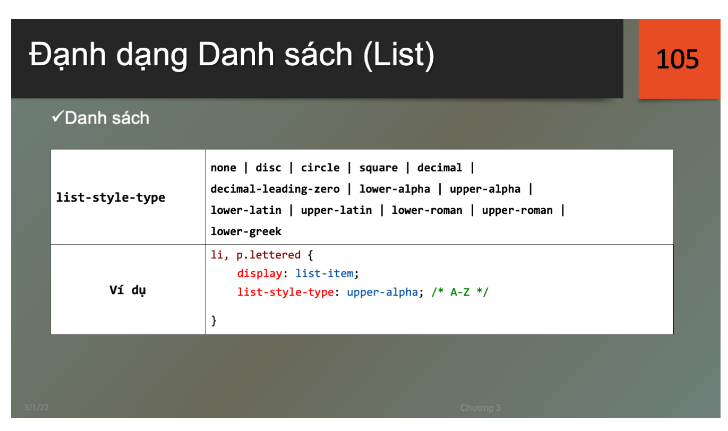 Đạnh dạng Danh sách (List)
105
✓Danh sách
list-style-type
none | disc | circle | square | decimal |
decimal-leading-zero | lower-alpha | upper-alpha |
lower-latin | upper-latin | lower-roman | upper-roman |
lower-greek
Ví dụ
li, p.lettered {
display: list-item;
list-style-type: upper-alpha; /* A-Z */
}
3/1/22
Chương 3